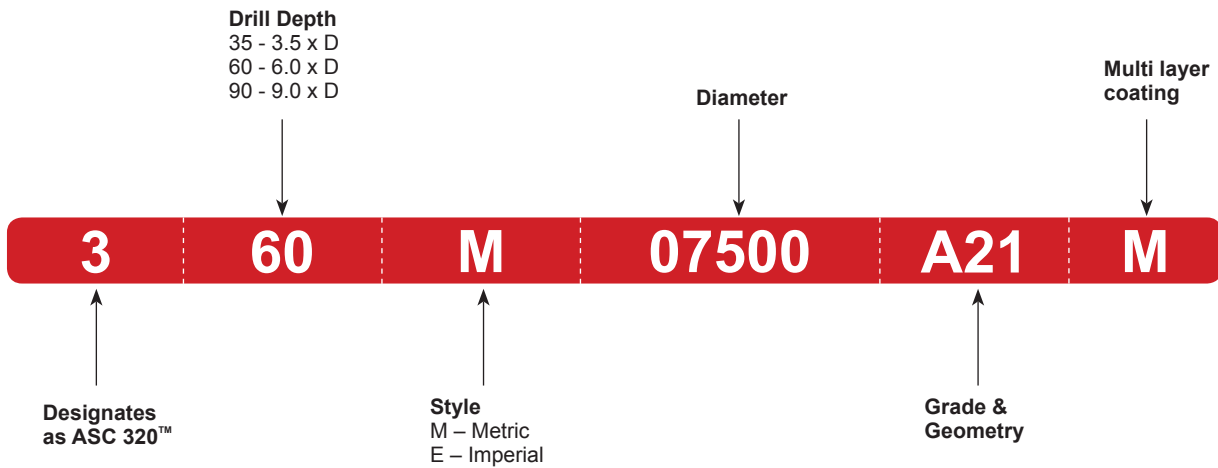 Drill Depth
35 - 3.5 x D
60 - 6.0 x D
90 - 9.0 x D
Diameter
Multi layer
coating
3 60 M 07500 A21 M
Designates
as ASC 320™
Style
M – Metric
E – Imperial
Grade &
Geometry